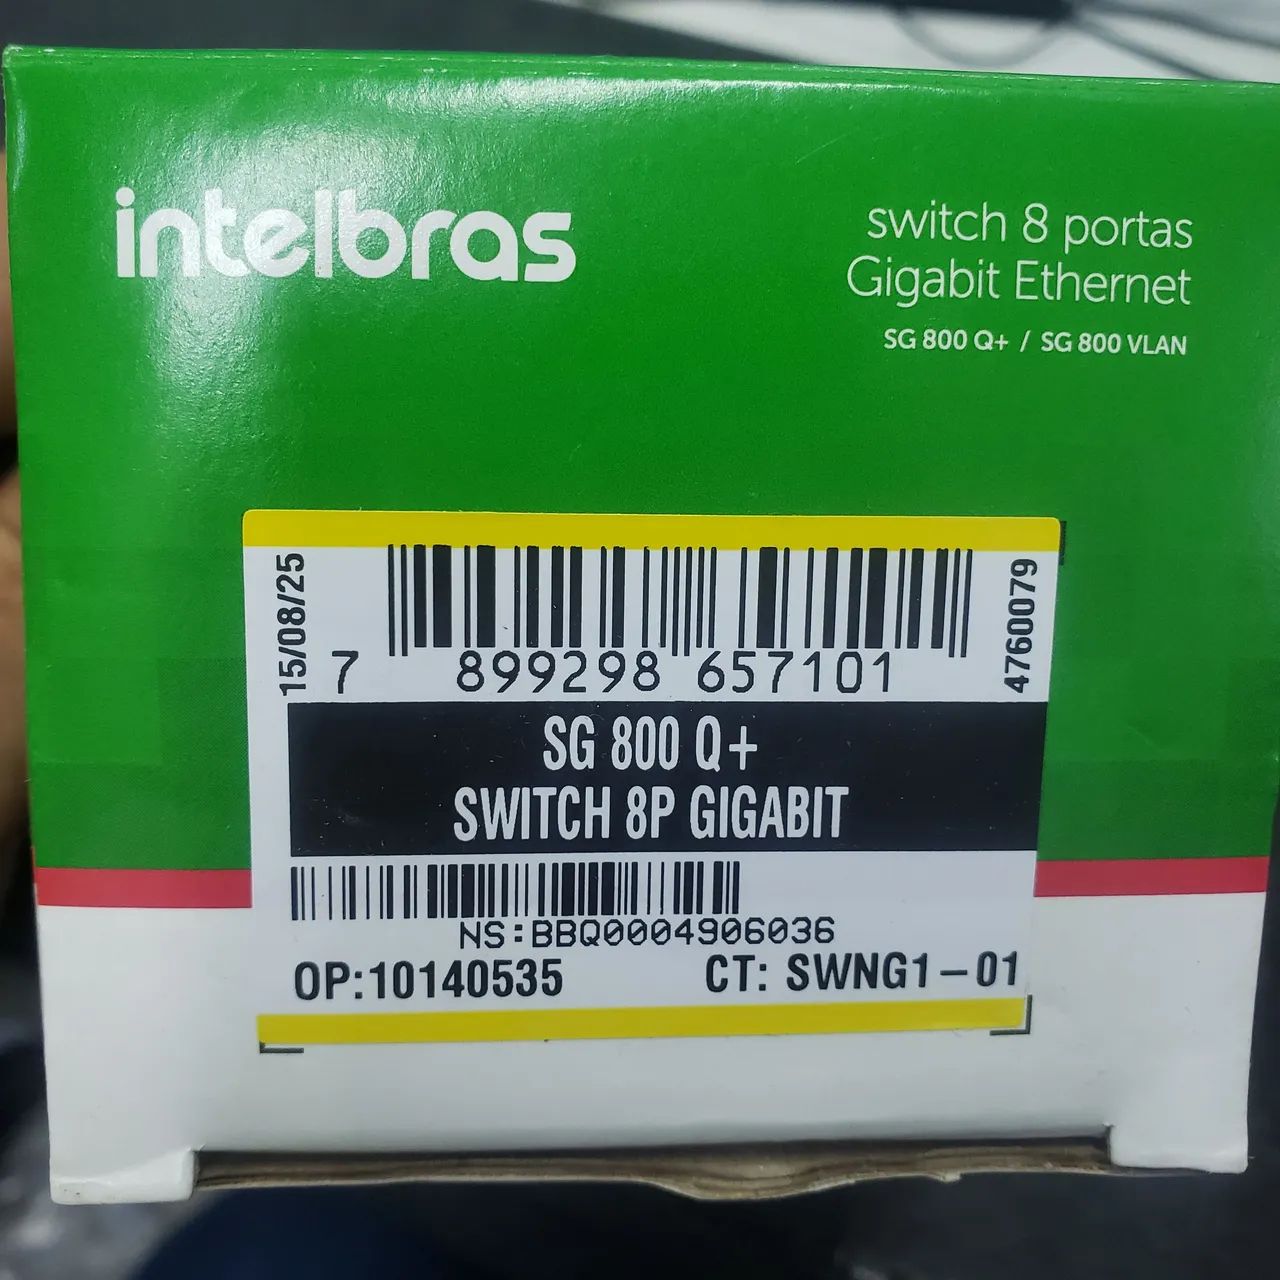 intelbras
switch 8 portas
Gigabit Ethernet
SG 800 Q+ / SG 800 VLAN
15/08/25
7 899298 657101
4760079
SG 800 Q+
SWITCH 8P GIGABIT
NS:BBQ0004906036
OP:10140535 CT: SWNG1-01